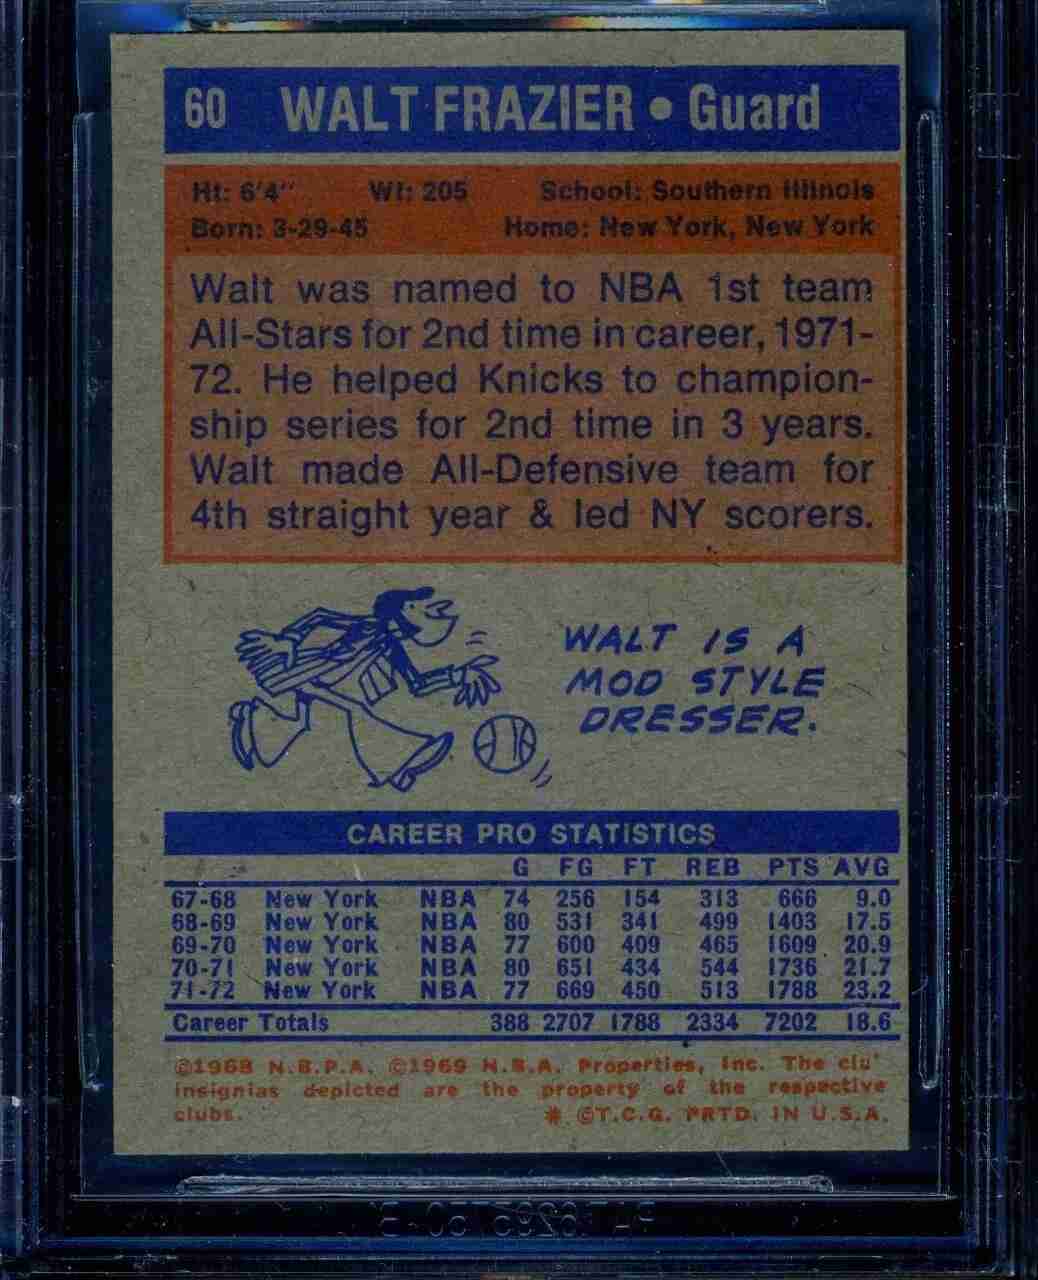 60 WALT FRAZIER • Guard
Ht: 6'4" Wt: 205 School: Southern Illinois
Born: 3-29-45 Home: New York, New York
Walt was named to NBA 1st team
All-Stars for 2nd time in career, 1971-
72. He helped Knicks to champion-
ship series for 2nd time in 3 years.
Walt made All-Defensive team for
4th straight year & led NY scorers.
WALT IS A
MOD STYLE
DRESSER.
CAREER PRO STATISTICS
G FG FT REB PTS AVG
67-68 New York NBA 74 256 154 313 666 9.0
68-69 New York NBA 80 531 341 499 1403 17.5
69-70 New York NBA 77 600 409 465 1609 20.9
70-71 New York NBA 80 651 434 544 1736 21.7
71-72 New York NBA 77 669 450 513 1788 23.2
Career Totals 388 2707 1788 2334 7202 18.6
©1968 N.B.P.A. ©1969 N.B.A. Properties, Inc. The clu'
insignias depicted are the property of the respective
clubs. * ©T.C.G. PRTD. IN U.S.A.